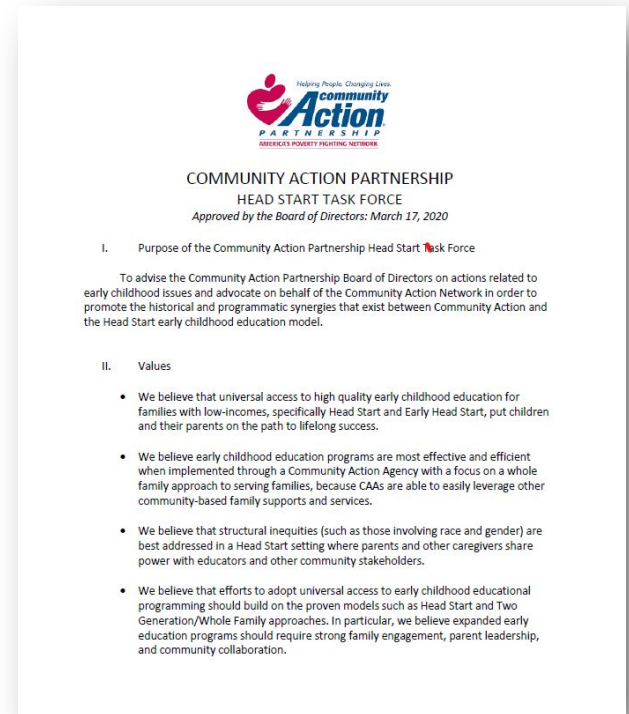 Helping People. Changing Lives.
community
Action
PARTNERSHIP
AMERICA'S POVERTY FIGHTING NETWORK
COMMUNITY ACTION PARTNERSHIP
HEAD START TASK FORCE
Approved by the Board of Directors: March 17, 2020
I. Purpose of the Community Action Partnership Head Start Task Force
To advise the Community Action Partnership Board of Directors on actions related to
early childhood issues and advocate on behalf of the Community Action Network in order to
promote the historical and programmatic synergies that exist between Community Action and
the Head Start early childhood education model.
II. Values
• We believe that universal access to high quality early childhood education for
families with low-incomes, specifically Head Start and Early Head Start, put children
and their parents on the path to lifelong success.
• We believe early childhood education programs are most effective and efficient
when implemented through a Community Action Agency with a focus on a whole
family approach to serving families, because CAAs are able to easily leverage other
community-based family supports and services.
• We believe that structural inequities (such as those involving race and gender) are
best addressed in a Head Start setting where parents and other caregivers share
power with educators and other community stakeholders.
• We believe that efforts to adopt universal access to early childhood educational
programming should build on the proven models such as Head Start and Two
Generation/Whole Family approaches. In particular, we believe expanded early
education programs should require strong family engagement, parent leadership,
and community collaboration.